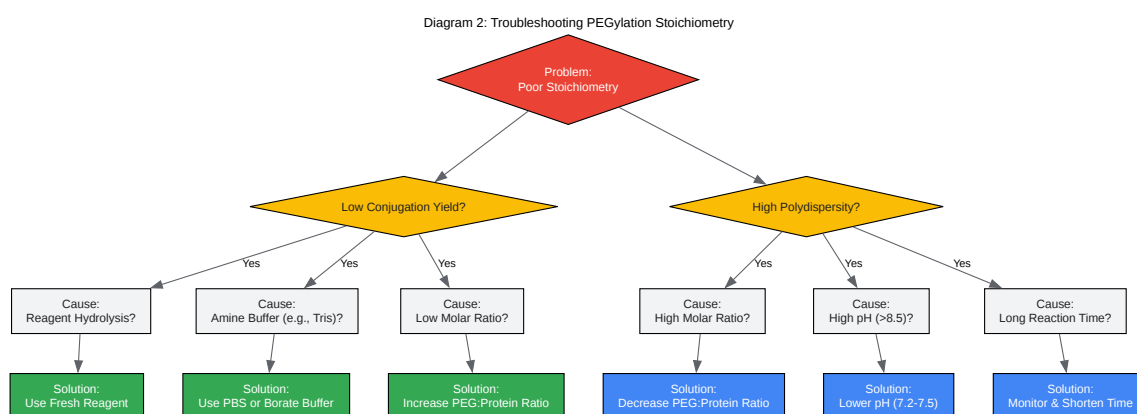 Diagram 2: Troubleshooting PEGylation Stoichiometry
Problem:
Poor Stoichiometry
Low Conjugation Yield?
High Polydispersity?
Yes
Yes
Yes
Yes
Yes
Yes
Cause:
Reagent Hydrolysis?
Cause:
Amine Buffer (e.g., Tris)?
Cause:
Low Molar Ratio?
Cause:
High Molar Ratio?
Cause:
High pH (>8.5)?
Cause:
Long Reaction Time?
Solution:
Use Fresh Reagent
Solution:
Use PBS or Borate Buffer
Solution:
Increase PEG:Protein Ratio
Solution:
Decrease PEG:Protein Ratio
Solution:
Lower pH (7.2-7.5)
Solution:
Monitor & Shorten Time